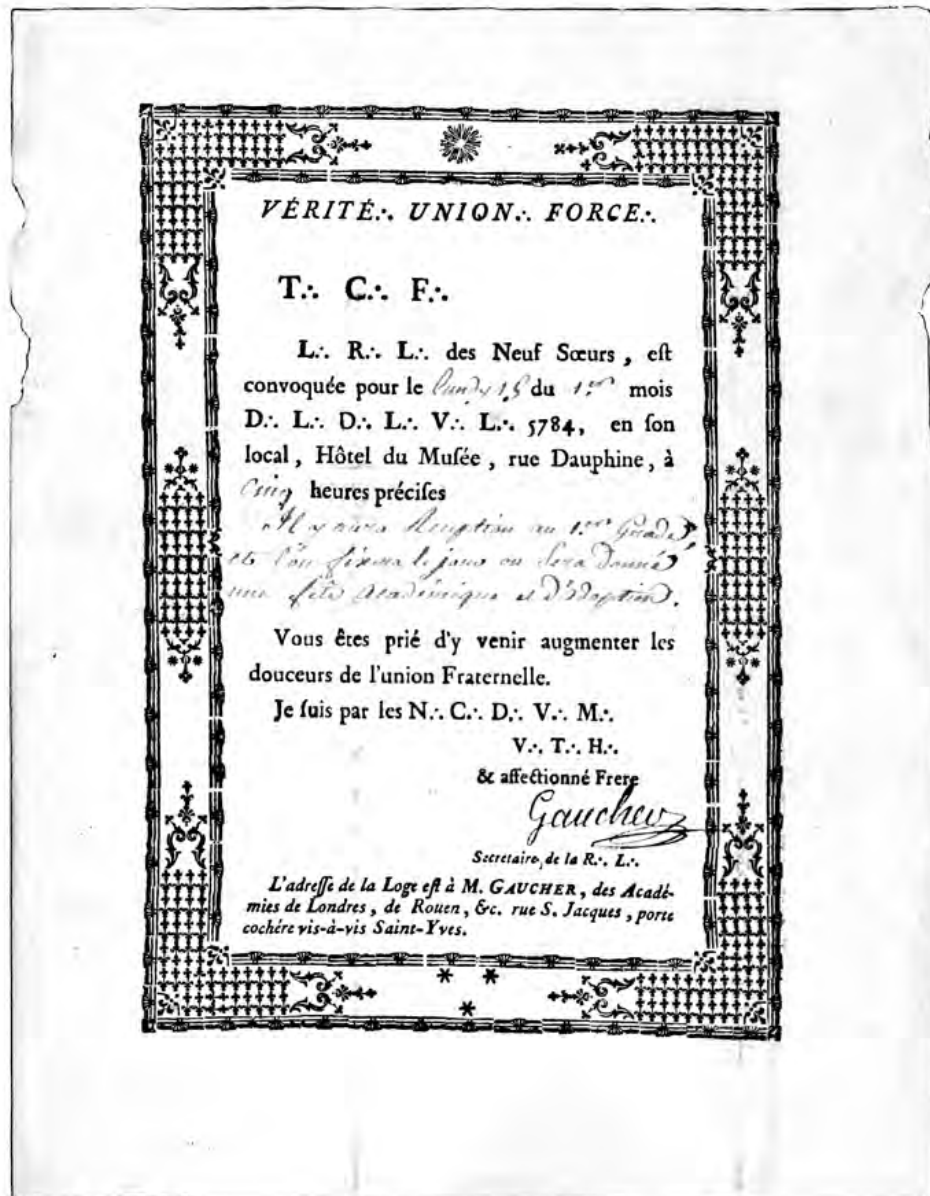 VÉRITÉ∴ UNION∴ FORCE∴
T∴ C∴ F∴
L∴ R∴ L∴ des Neuf Sœurs, eſt
convoquée pour le Lundy 15 du 1.er mois
D∴ L∴ D∴ L∴ V∴ L∴ 5784, en ſon
local, Hôtel du Muſée, rue Dauphine, à
Cinq heures préciſes
Il y aura Reception au 1.er Grade,
et l'on fixera le jour ou Sera donné
une fête académique et d'adoption.
Vous êtes prié d'y venir augmenter les
douceurs de l'union Fraternelle.
Je ſuis par les N∴ C∴ D∴ V∴ M∴
V∴ T∴ H∴
& affectionné Frere
Gaucher
Secretaire, de la R∴ L∴
L'adreſſe de la Loge eſt à M. GAUCHER, des Acadé-
mies de Londres, de Rouen, &c. rue S. Jacques, porte
cochére vis-à-vis Saint-Yves.